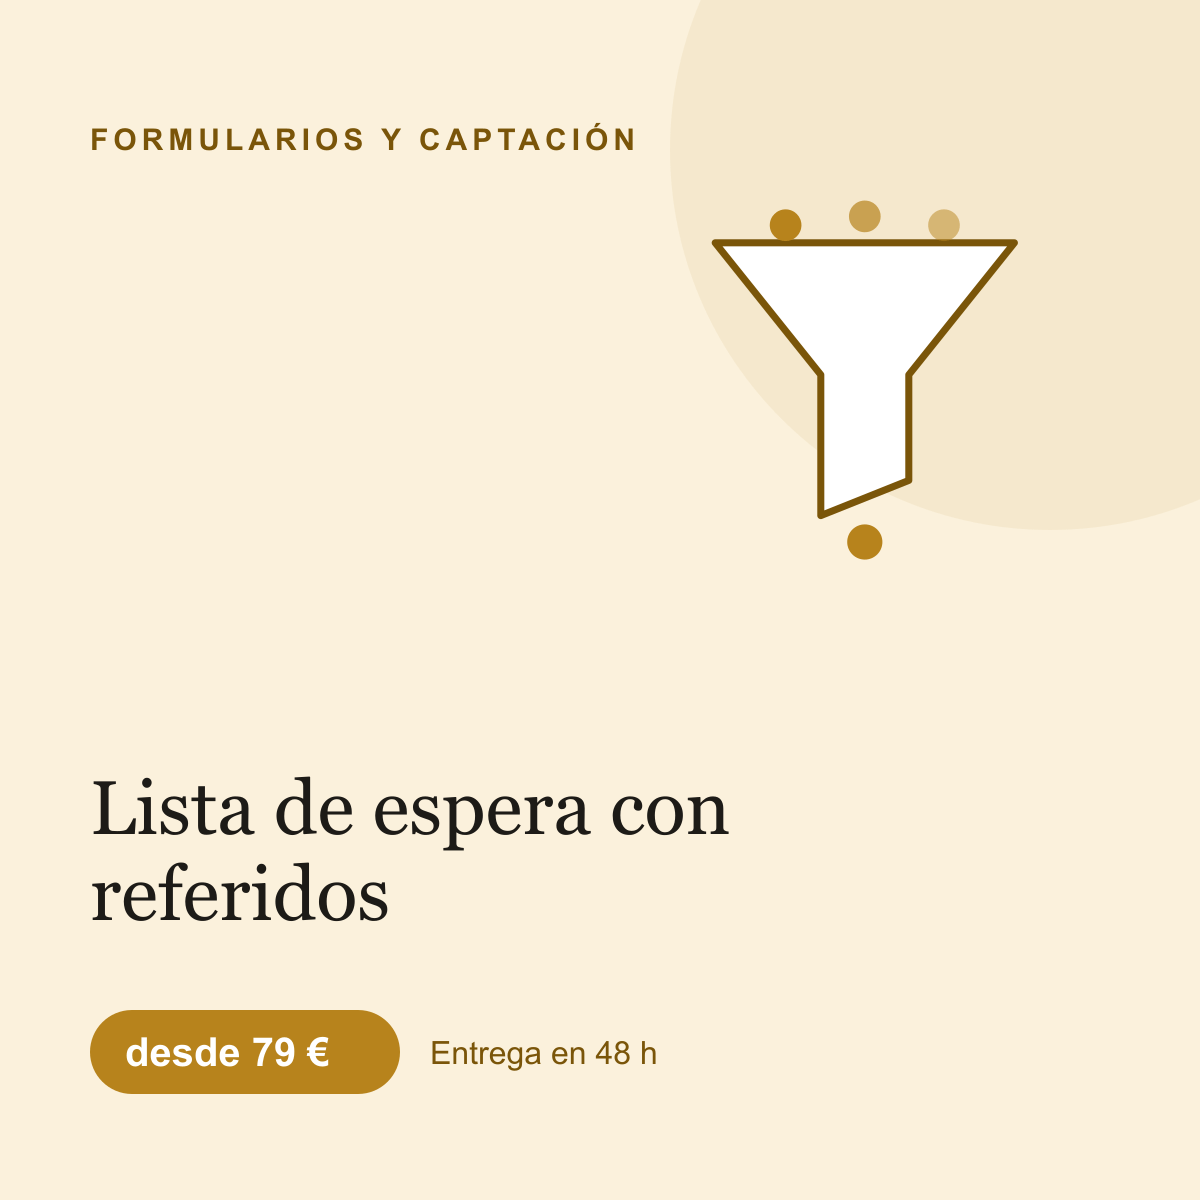 FORMULARIOS Y CAPTACIÓN
Lista de espera con
referidos
desde 79 €
Entrega en 48 h